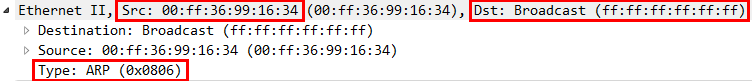 Ethernet II, Src: 00:ff:36:99:16:34 (00:ff:36:99:16:34), Dst: Broadcast (ff:ff:ff:ff:ff:ff)
Destination: Broadcast (ff:ff:ff:ff:ff:ff)
Source: 00:ff:36:99:16:34 (00:ff:36:99:16:34)
Type: ARP (0x0806)